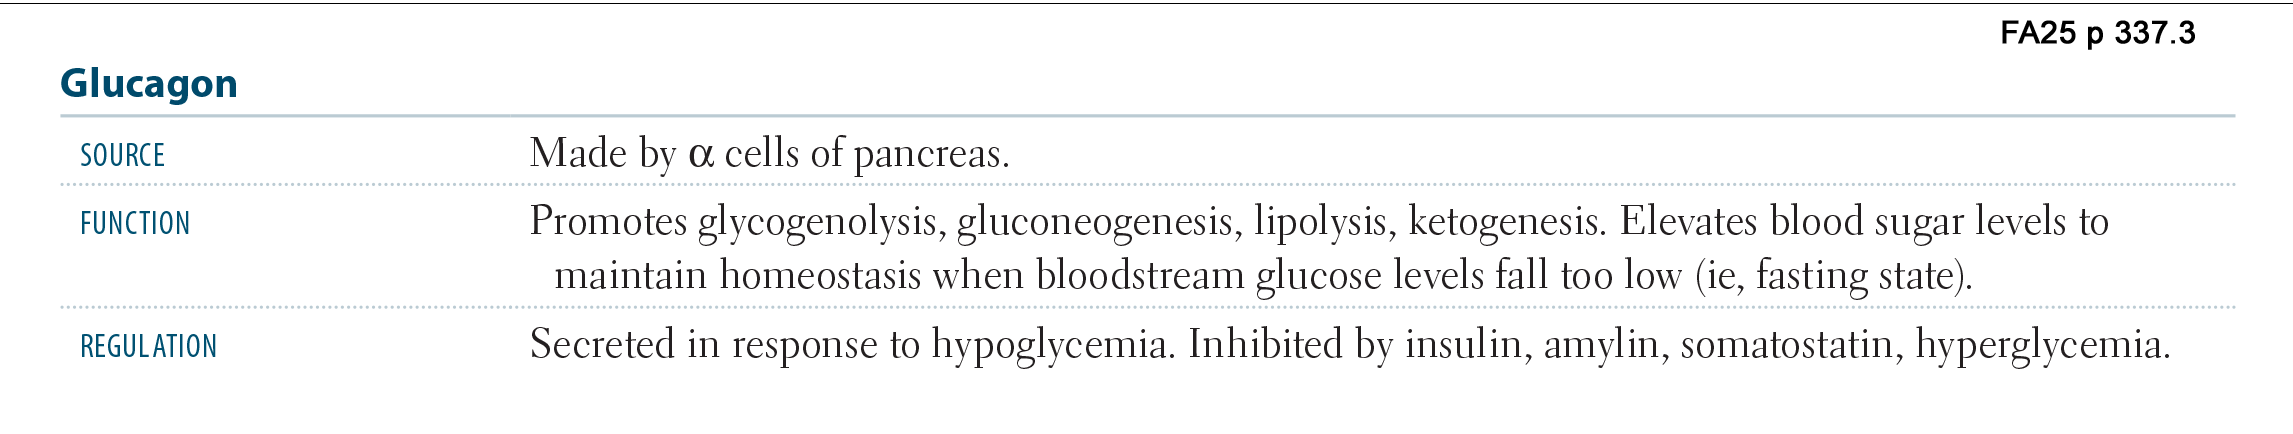 FA25 p 337.3
Glucagon
SOURCE Made by α cells of pancreas.
FUNCTION Promotes glycogenolysis, gluconeogenesis, lipolysis, ketogenesis. Elevates blood sugar levels to
maintain homeostasis when bloodstream glucose levels fall too low (ie, fasting state).
REGULATION Secreted in response to hypoglycemia. Inhibited by insulin, amylin, somatostatin, hyperglycemia.